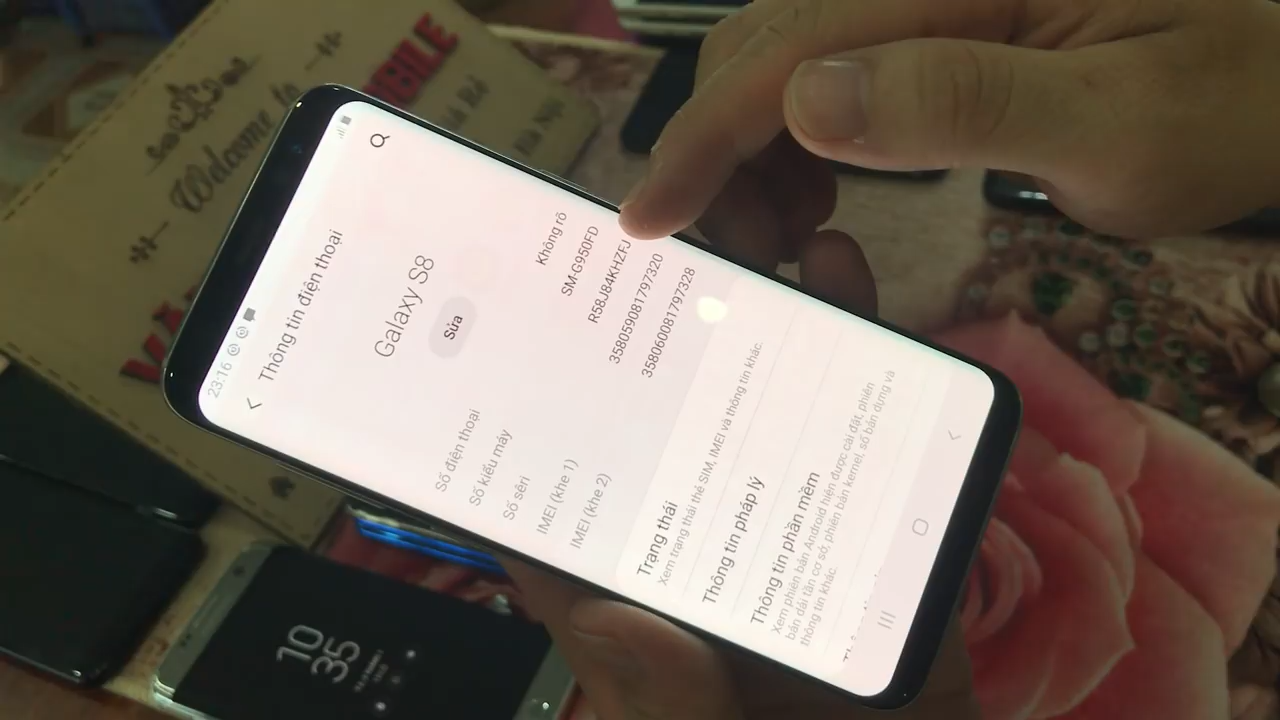 23:16
Thông tin điện thoại
Galaxy S8
Sửa
Số điện thoại Không rõ
Số kiểu máy SM-G950FD
Số sêri R58J84KHZFJ
IMEI (khe 1) 358059081797320
IMEI (khe 2) 358060081797328
Trạng thái
Xem trạng thái thẻ SIM, IMEI và thông tin khác.
Thông tin pháp lý
Thông tin phần mềm
Xem phiên bản Android hiện được cài đặt, phiên
bản dải tần cơ sở, phiên bản kernel, số bản dựng và
thông tin khác.
Welcome to
10
35